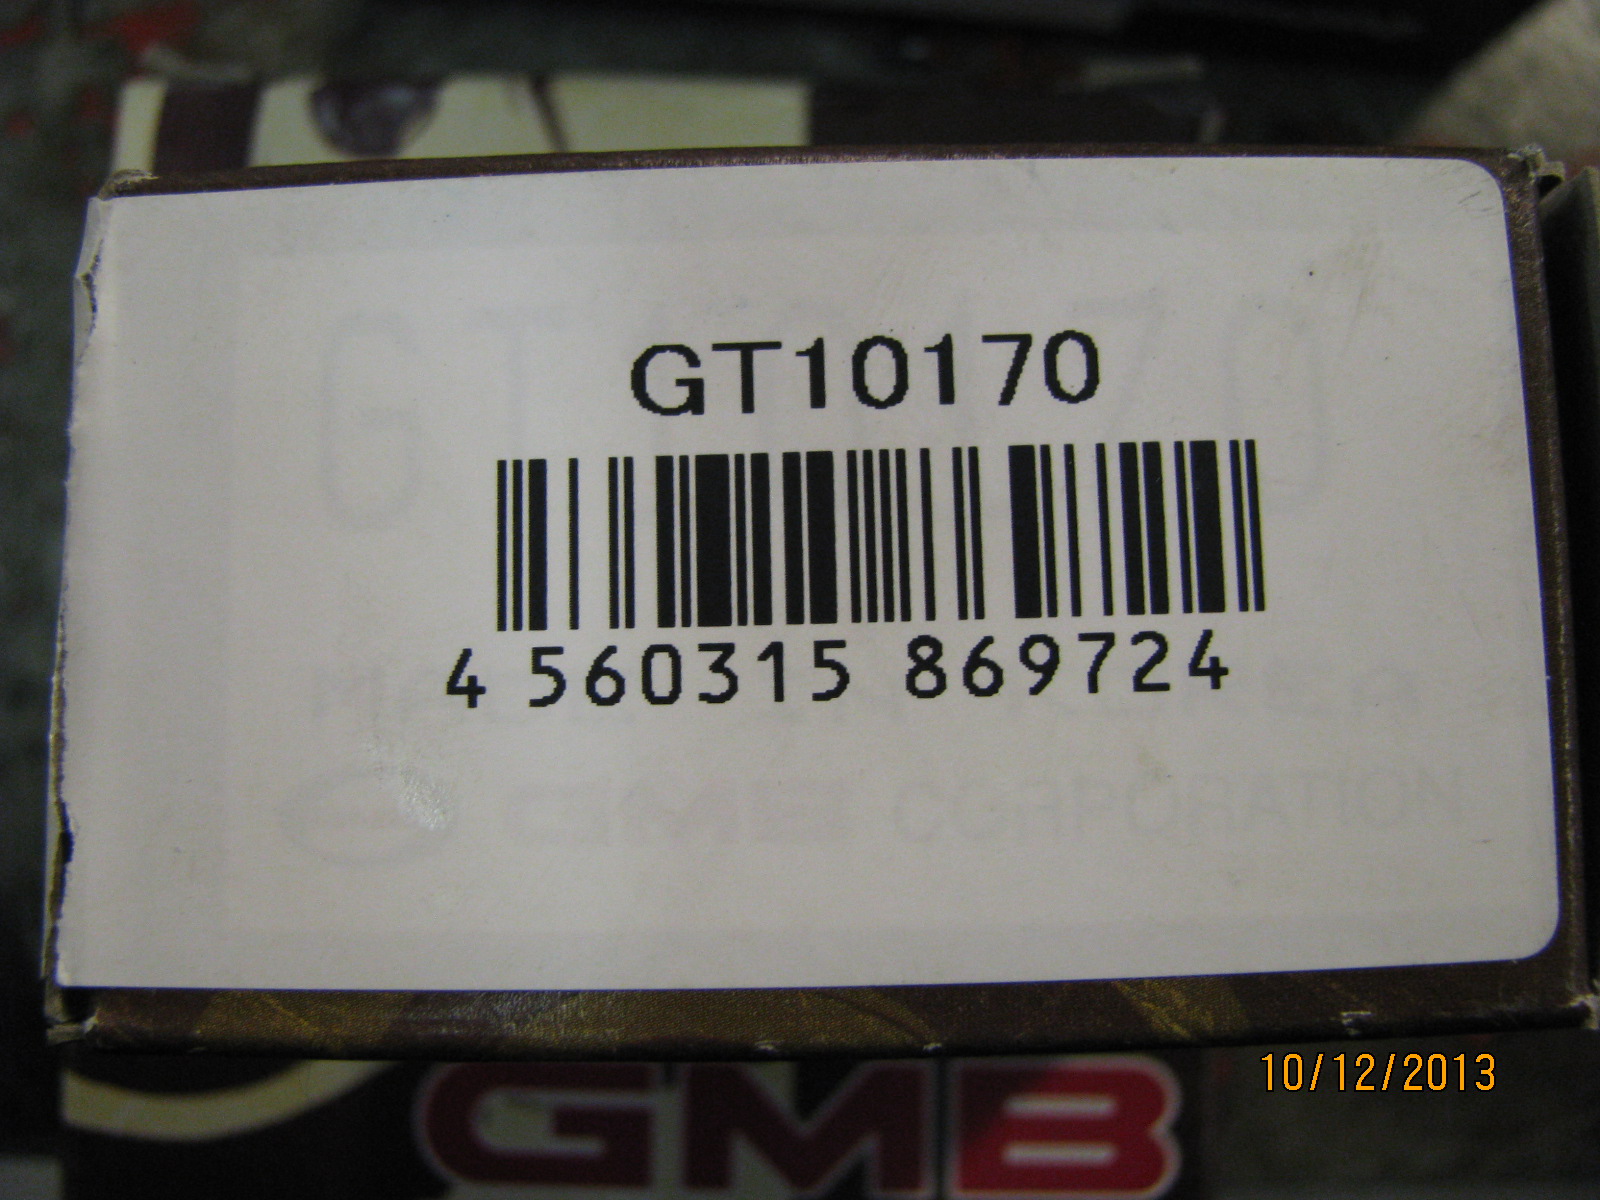 GT10170
4 560315 869724
CORPORATION
10/12/2013
GMB